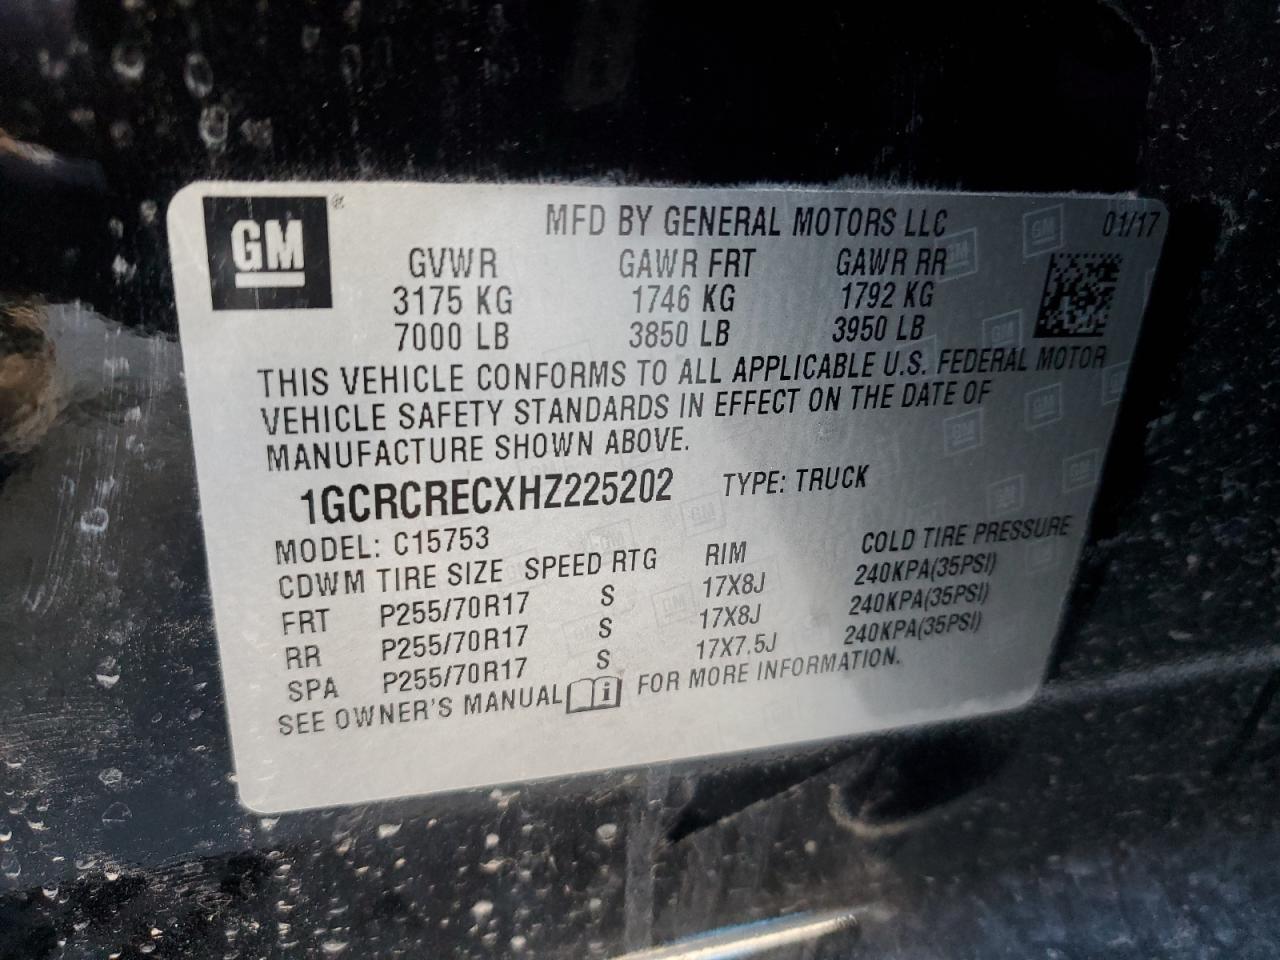 GM ®
MFD BY GENERAL MOTORS LLC 01/17
GVWR GAWR FRT GAWR RR
3175 KG 1746 KG 1792 KG
7000 LB 3850 LB 3950 LB
THIS VEHICLE CONFORMS TO ALL APPLICABLE U.S. FEDERAL MOTOR
VEHICLE SAFETY STANDARDS IN EFFECT ON THE DATE OF
MANUFACTURE SHOWN ABOVE.
1GCRCRECXHZ225202 TYPE: TRUCK
MODEL: C15753
CDWM TIRE SIZE SPEED RTG RIM COLD TIRE PRESSURE
FRT P255/70R17 S 17X8J 240KPA(35PSI)
RR P255/70R17 S 17X8J 240KPA(35PSI)
SPA P255/70R17 S 17X7.5J 240KPA(35PSI)
SEE OWNER'S MANUAL i FOR MORE INFORMATION.